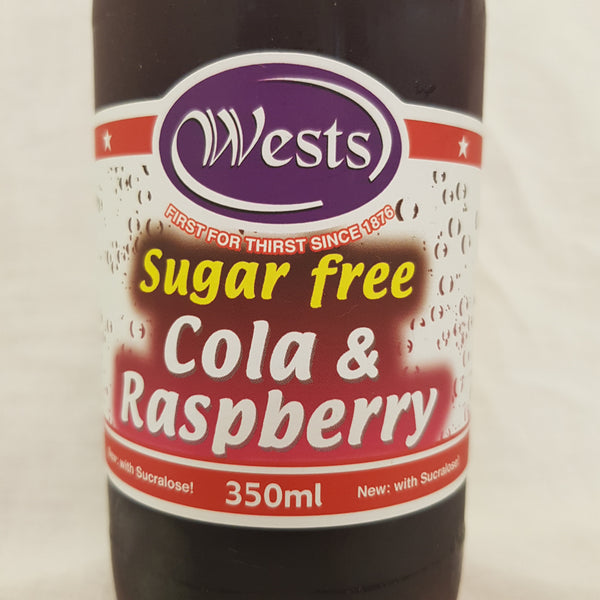 Wests
FIRST FOR THIRST SINCE 1876
Sugar free
Cola &
Raspberry
New: with Sucralose!
350ml
New: with Sucralose!